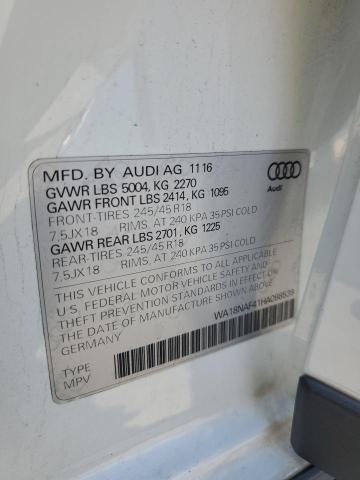 MFD. BY AUDI AG 11 16
GVWR LBS 5004, KG 2270
GAWR FRONT LBS 2414, KG 1095
FRONT-TIRES 245/45 R18
7,5JX18 RIMS. AT 240 KPA 35 PSI COLD
GAWR REAR LBS 2701, KG 1225
REAR-TIRES 245/45 R18
7,5JX18 RIMS. AT 240 KPA 35 PSI COLD
THIS VEHICLE CONFORMS TO ALL APPLICABLE
U.S. FEDERAL MOTOR VEHICLE SAFETY AND
THEFT PREVENTION STANDARDS IN EFFECT ON
THE DATE OF MANUFACTURE SHOWN ABOVE.
GERMANY
TYPE
MPV
Audi
WA18NAF41HA088539